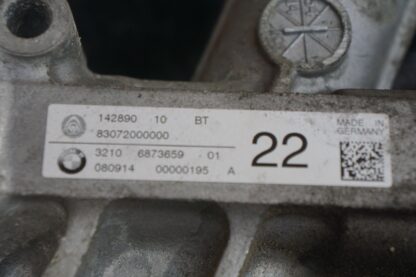 142890 10 BT
83072000000
3210 6873659 01
080914 00000195 A
22
MADE IN
GERMANY